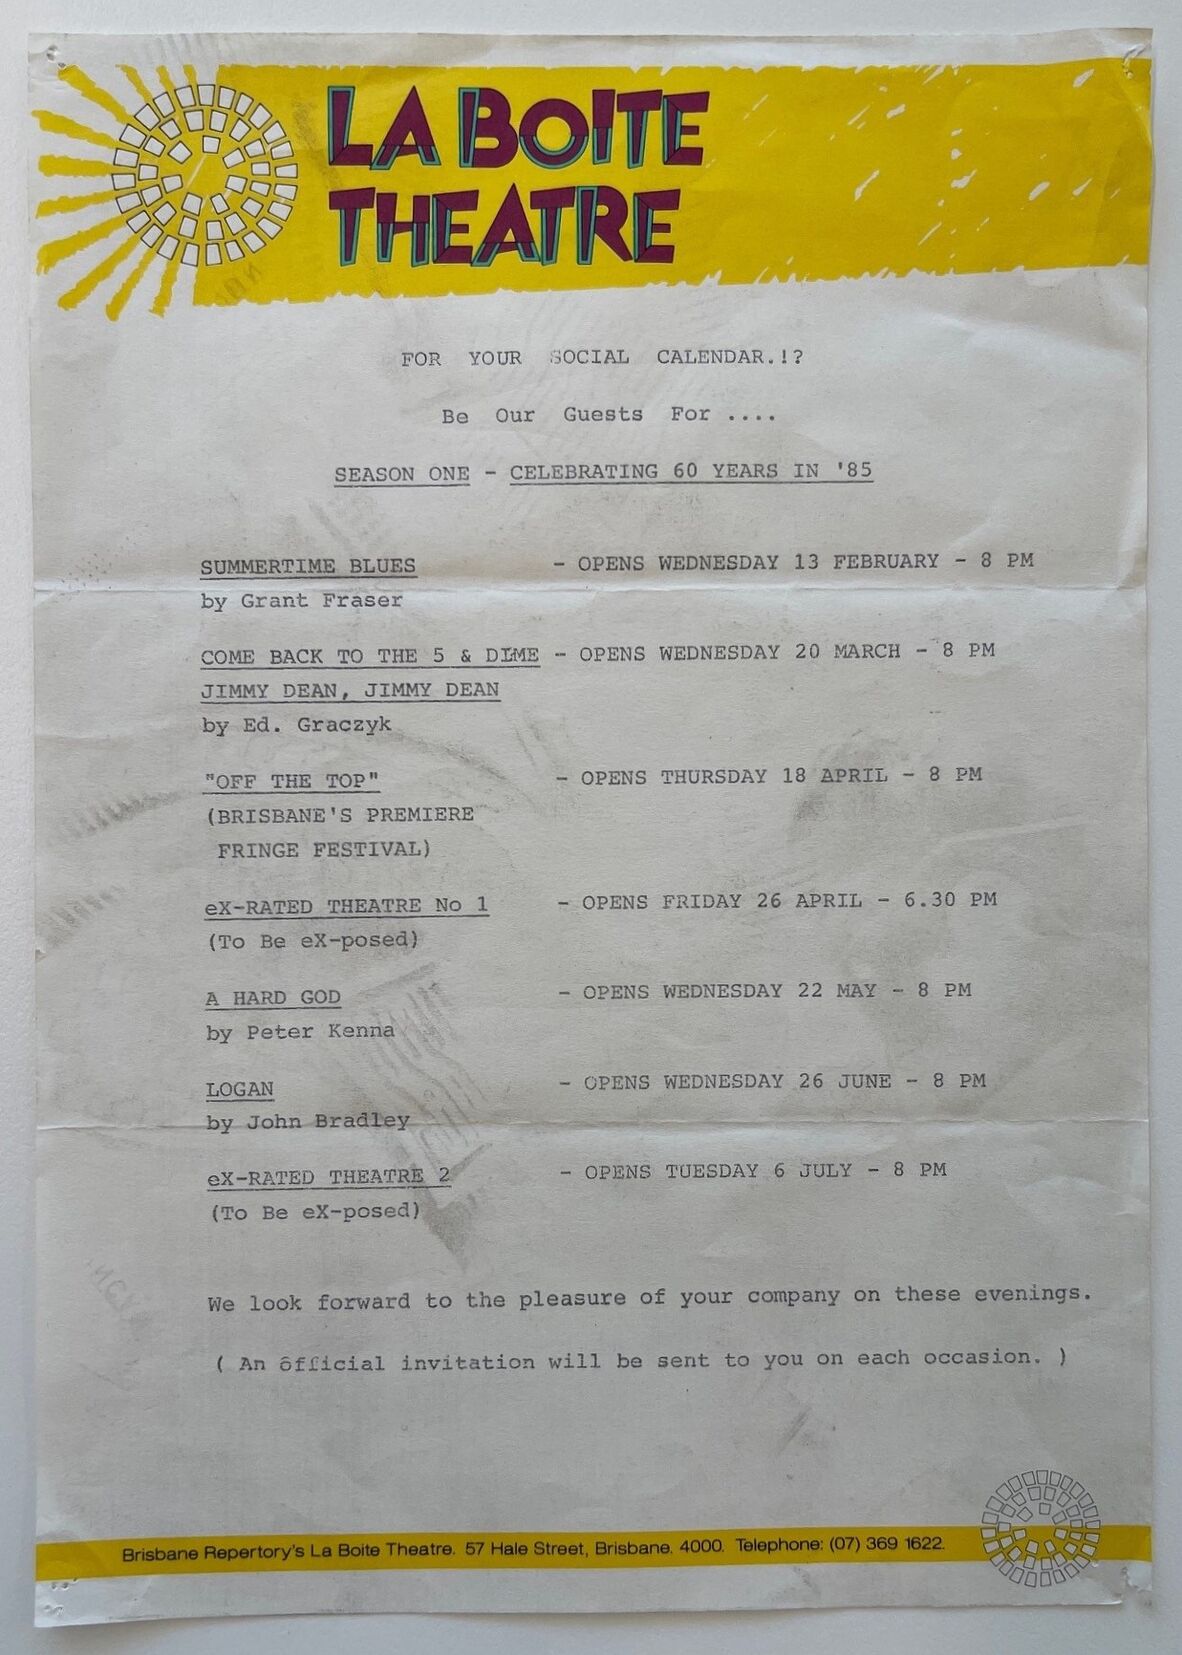 LA BOITE
THEATRE
FOR YOUR SOCIAL CALENDAR.!?
Be Our Guests For ....
SEASON ONE - CELEBRATING 60 YEARS IN '85
SUMMERTIME BLUES - OPENS WEDNESDAY 13 FEBRUARY - 8 PM
by Grant Fraser
COME BACK TO THE 5 & DIME - OPENS WEDNESDAY 20 MARCH - 8 PM
JIMMY DEAN, JIMMY DEAN
by Ed. Graczyk
"OFF THE TOP" - OPENS THURSDAY 18 APRIL - 8 PM
(BRISBANE'S PREMIERE
FRINGE FESTIVAL)
eX-RATED THEATRE No 1 - OPENS FRIDAY 26 APRIL - 6.30 PM
(To Be eX-posed)
A HARD GOD - OPENS WEDNESDAY 22 MAY - 8 PM
by Peter Kenna
LOGAN - OPENS WEDNESDAY 26 JUNE - 8 PM
by John Bradley
eX-RATED THEATRE 2 - OPENS TUESDAY 6 JULY - 8 PM
(To Be eX-posed)
We look forward to the pleasure of your company on these evenings.
( An official invitation will be sent to you on each occasion. )
Brisbane Repertory's La Boite Theatre. 57 Hale Street, Brisbane. 4000. Telephone: (07) 369 1622.